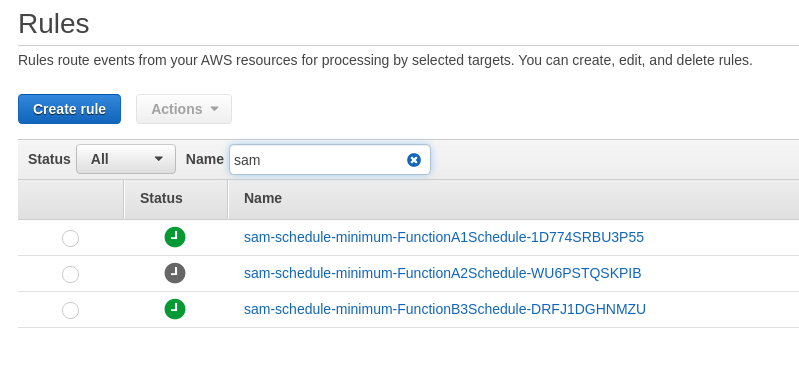 Rules
Rules route events from your AWS resources for processing by selected targets. You can create, edit, and delete rules.
Create rule Actions
Status All Name sam
Status Name
sam-schedule-minimum-FunctionA1Schedule-1D774SRBU3P55
sam-schedule-minimum-FunctionA2Schedule-WU6PSTQSKPIB
sam-schedule-minimum-FunctionB3Schedule-DRFJ1DGHNMZU